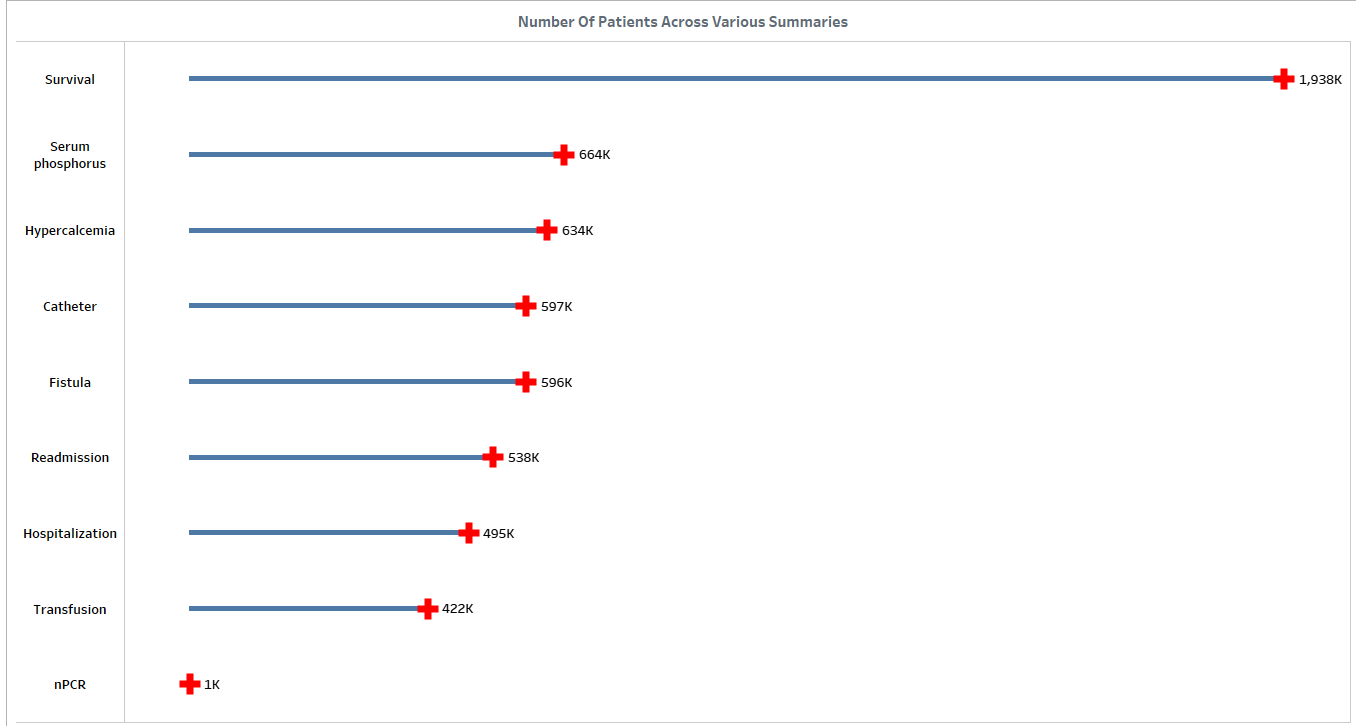 Number Of Patients Across Various Summaries
Survival
1,938K
Serum
phosphorus
664K
Hypercalcemia
634K
Catheter
597K
Fistula
596K
Readmission
538K
Hospitalization
495K
Transfusion
422K
nPCR
1K